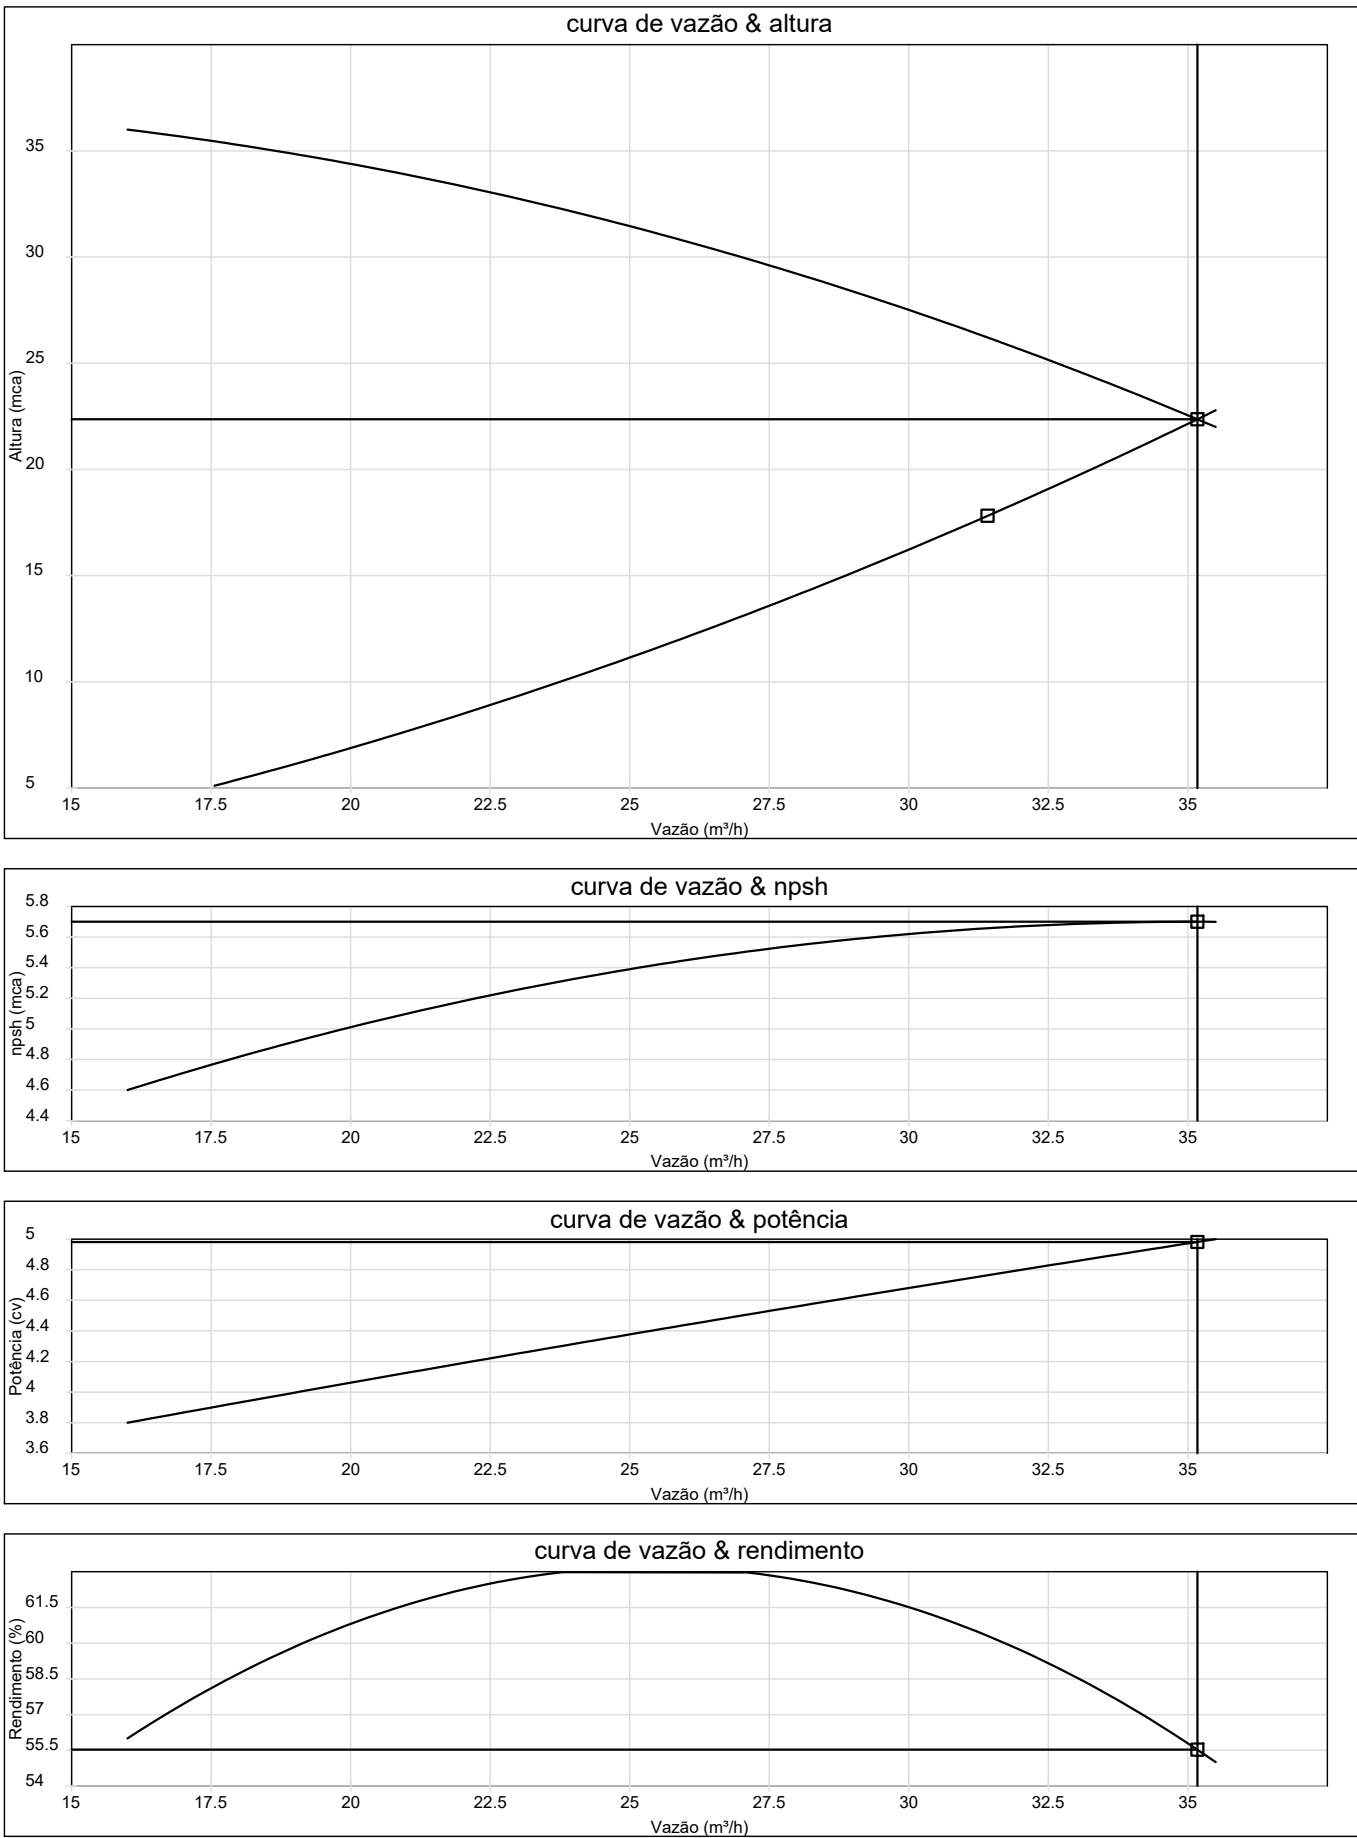 curva de vazão & altura
35
30
25
20
15
10
5
Altura (mca)
15 17.5 20 22.5 25 27.5 30 32.5 35
Vazão (m³/h)
curva de vazão & npsh
5.8
5.6
5.4
5.2
5
4.8
4.6
4.4
npsh (mca)
15 17.5 20 22.5 25 27.5 30 32.5 35
Vazão (m³/h)
curva de vazão & potência
5
4.8
4.6
4.4
4.2
4
3.8
3.6
Potência (cv)
15 17.5 20 22.5 25 27.5 30 32.5 35
Vazão (m³/h)
curva de vazão & rendimento
61.5
60
58.5
57
55.5
54
Rendimento (%)
15 17.5 20 22.5 25 27.5 30 32.5 35
Vazão (m³/h)